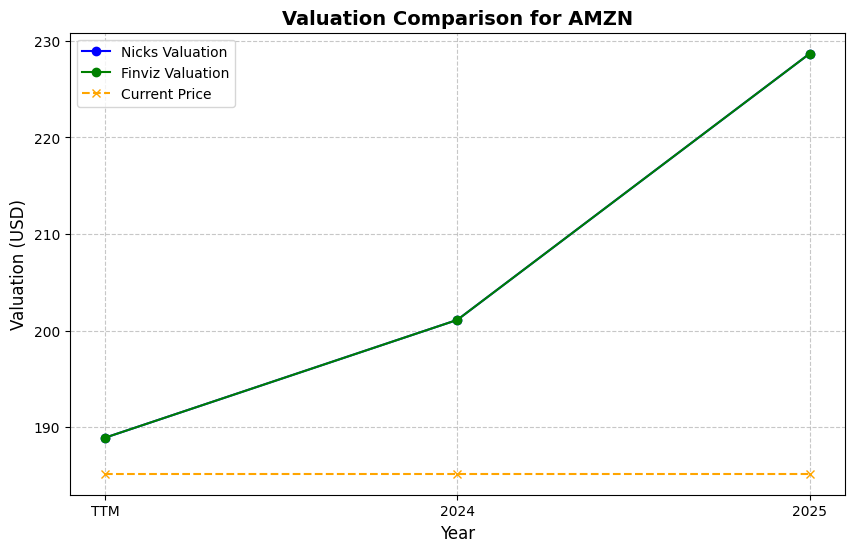 Valuation Comparison for AMZN
Nicks Valuation
Finviz Valuation
Current Price
Valuation (USD)
230
220
210
200
190
TTM
2024
2025
Year